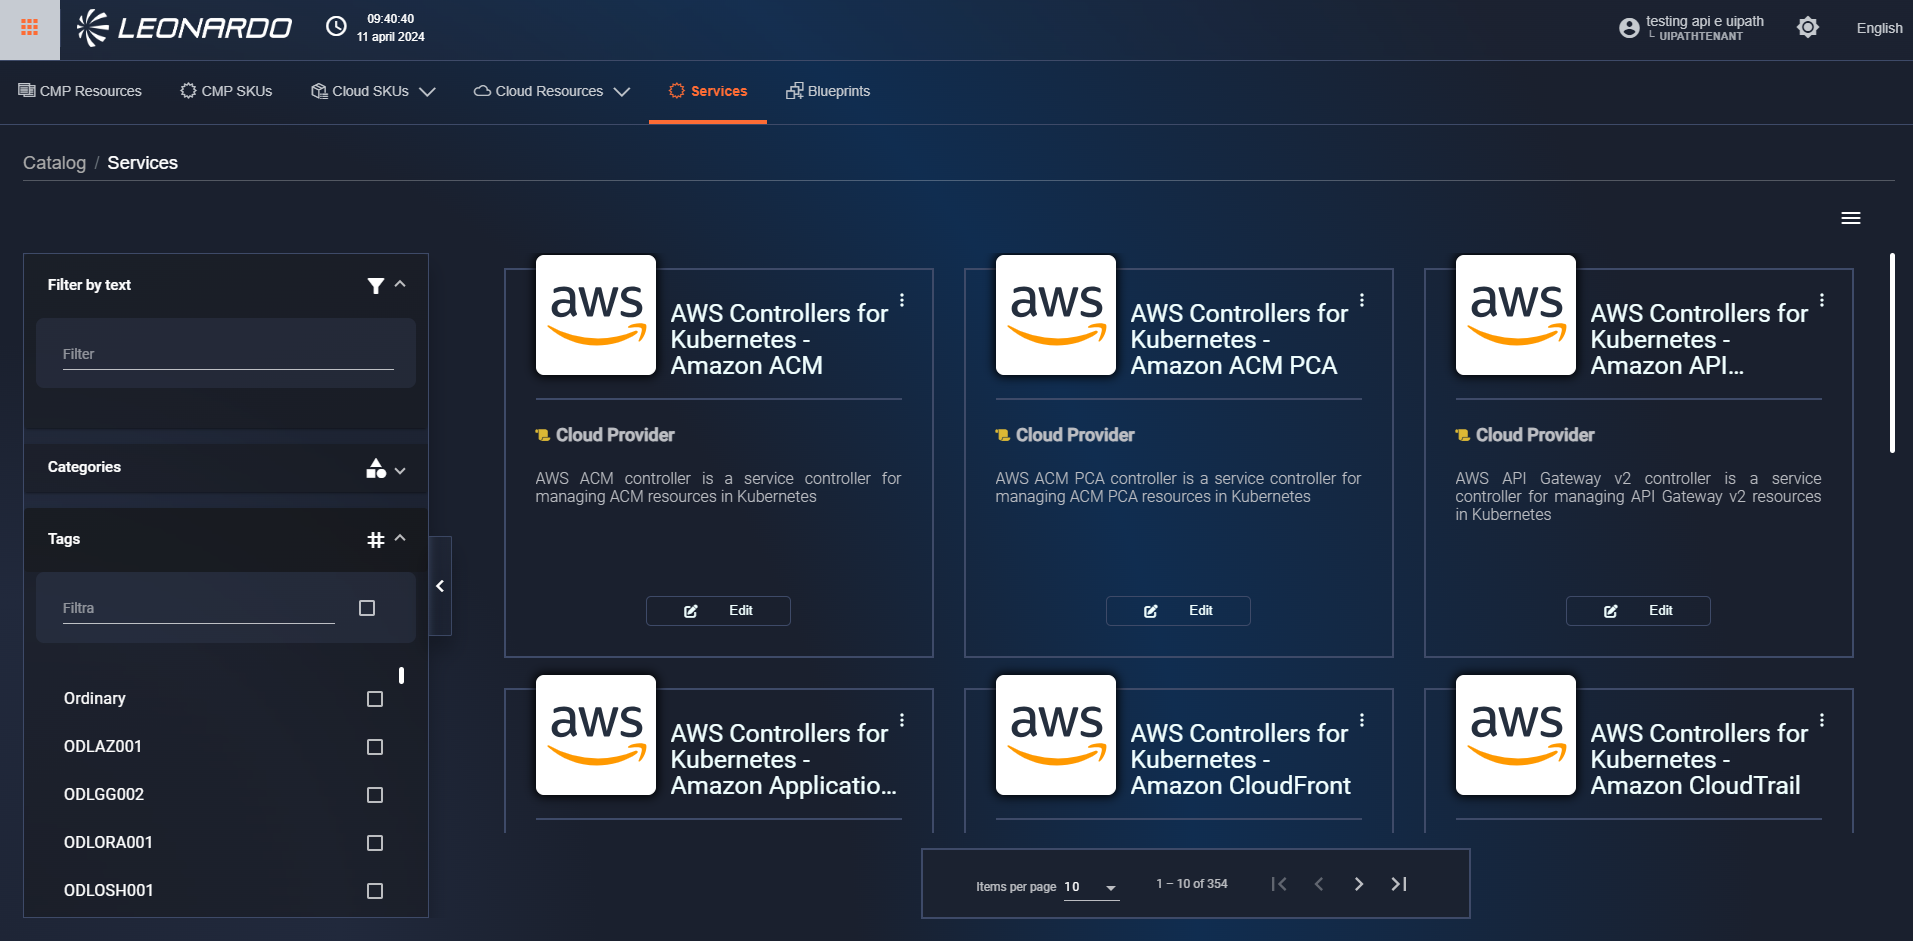 LEONARDO
09:40:40
11 april 2024
testing api e uipath
└ UIPATHTENANT
English
CMP Resources
CMP SKUs
Cloud SKUs
Cloud Resources
Services
Blueprints
Catalog / Services
Filter by text
Filter
Categories
Tags
Filtra
Ordinary
ODLAZ001
ODLGG002
ODLORA001
ODLOSH001
aws
AWS Controllers for
Kubernetes -
Amazon ACM
Cloud Provider
AWS ACM controller is a service controller for
managing ACM resources in Kubernetes
Edit
aws
AWS Controllers for
Kubernetes -
Amazon ACM PCA
Cloud Provider
AWS ACM PCA controller is a service controller for
managing ACM PCA resources in Kubernetes
Edit
aws
AWS Controllers for
Kubernetes -
Amazon API...
Cloud Provider
AWS API Gateway v2 controller is a service
controller for managing API Gateway v2 resources
in Kubernetes
Edit
aws
AWS Controllers for
Kubernetes -
Amazon Applicatio...
aws
AWS Controllers for
Kubernetes -
Amazon CloudFront
aws
AWS Controllers for
Kubernetes -
Amazon CloudTrail
Items per page 10
1 – 10 of 354